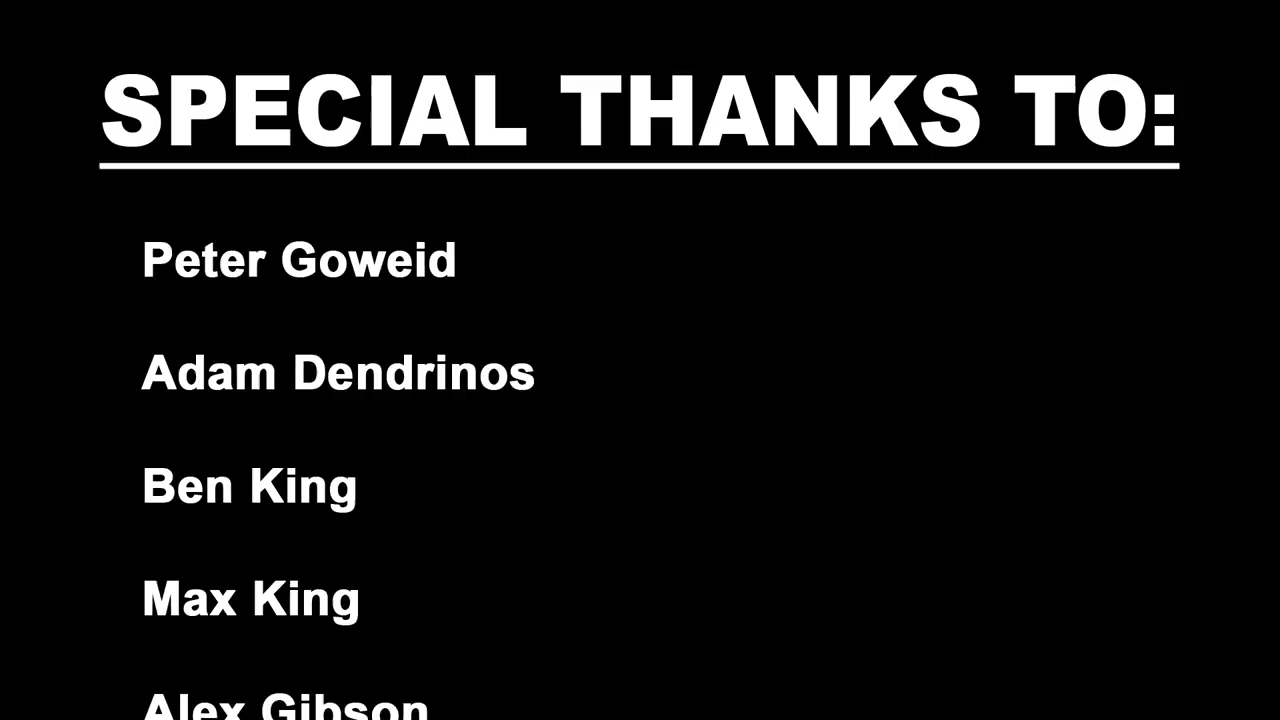 SPECIAL THANKS TO:
Peter Goweid
Adam Dendrinos
Ben King
Max King
Alex Gibson